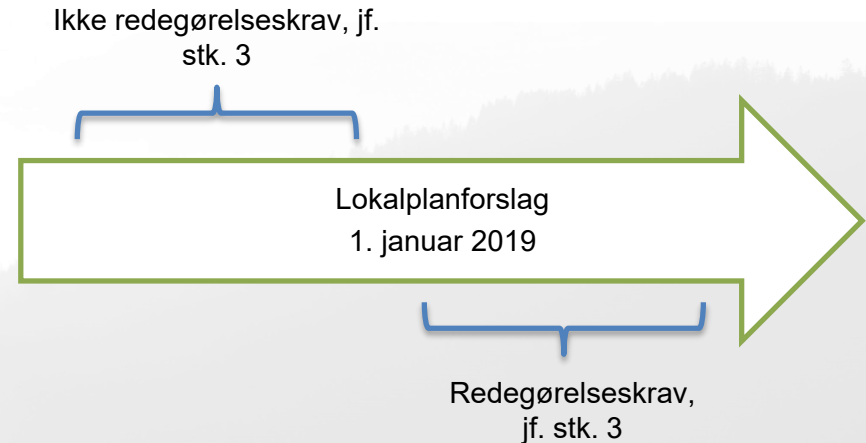 Ikke redegørelseskrav, jf.
stk. 3
Lokalplanforslag
1. januar 2019
Redegørelseskrav,
jf. stk. 3